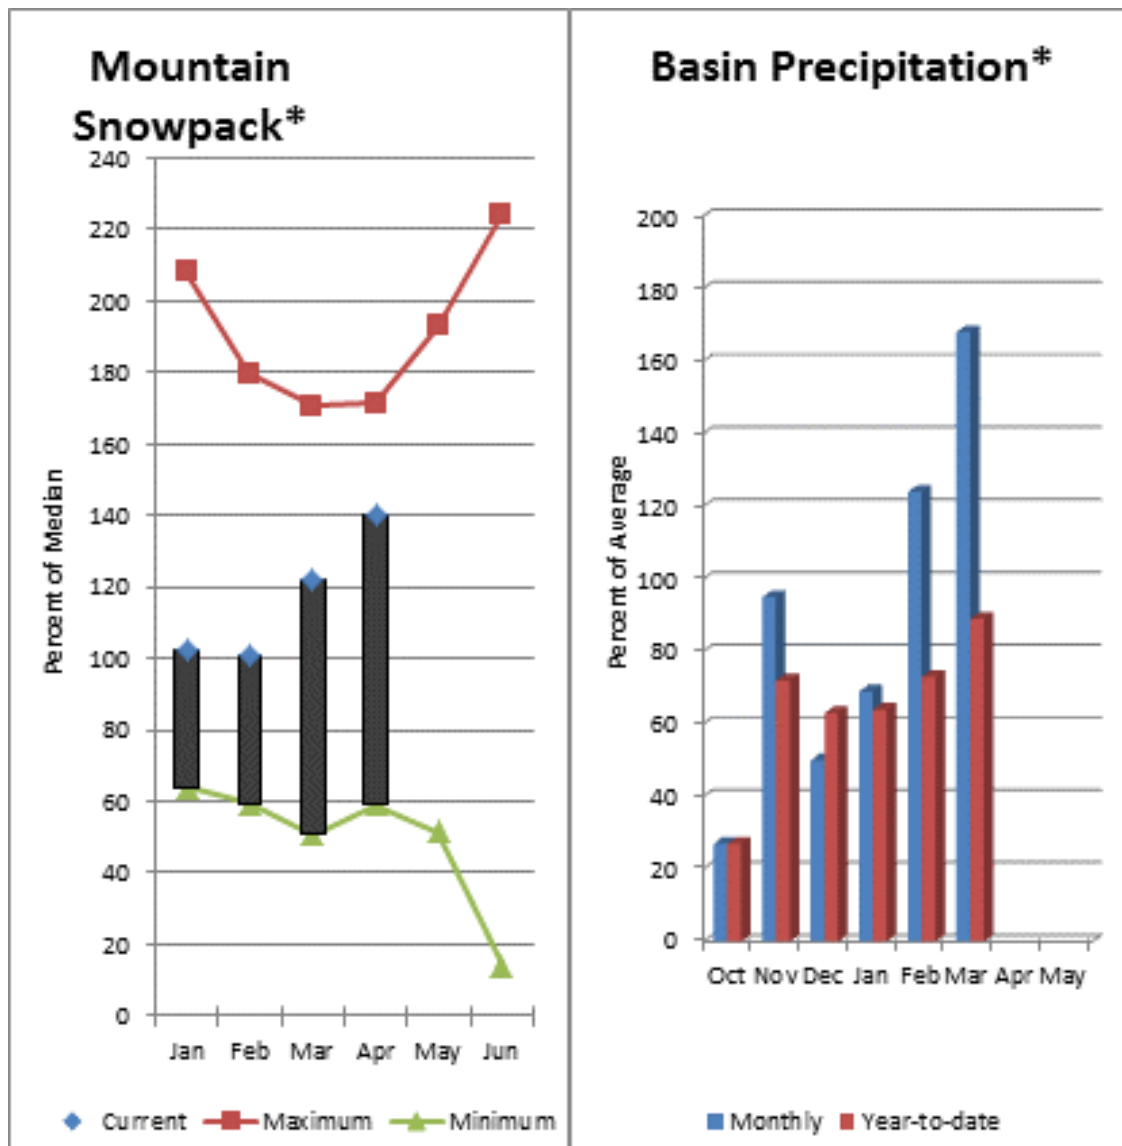 Mountain
Snowpack*
240
220
200
180
160
140
120
100
80
60
40
20
0
Percent of Median
Jan Feb Mar Apr May Jun
Current Maximum Minimum
Basin Precipitation*
200
180
160
140
120
100
80
60
40
20
0
Percent of Average
Oct Nov Dec Jan Feb Mar Apr May
Monthly Year-to-date